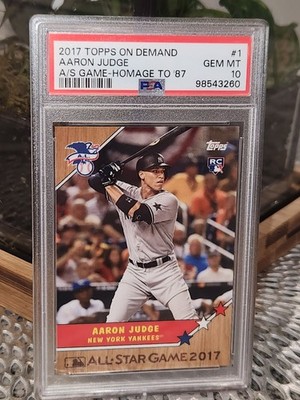 2017 TOPPS ON DEMAND #1
AARON JUDGE GEM MT
A/S GAME-HOMAGE TO '87 10
PSA 98543260
Topps
RC
AARON JUDGE
NEW YORK YANKEES
ALL-STAR GAME 2017